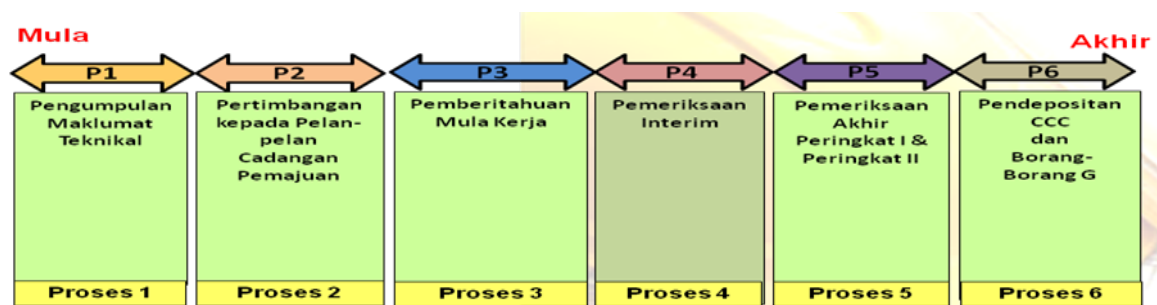 Mula
Akhir
P1
P2
P3
P4
P5
P6
Pengumpulan
Maklumat
Teknikal
Pertimbangan
kepada Pelan-
pelan
Cadangan
Pemajuan
Pemberitahuan
Mula Kerja
Pemeriksaan
Interim
Pemeriksaan
Akhir
Peringkat I &
Peringkat II
Pendepositan
CCC
dan
Borang-
Borang G
Proses 1
Proses 2
Proses 3
Proses 4
Proses 5
Proses 6